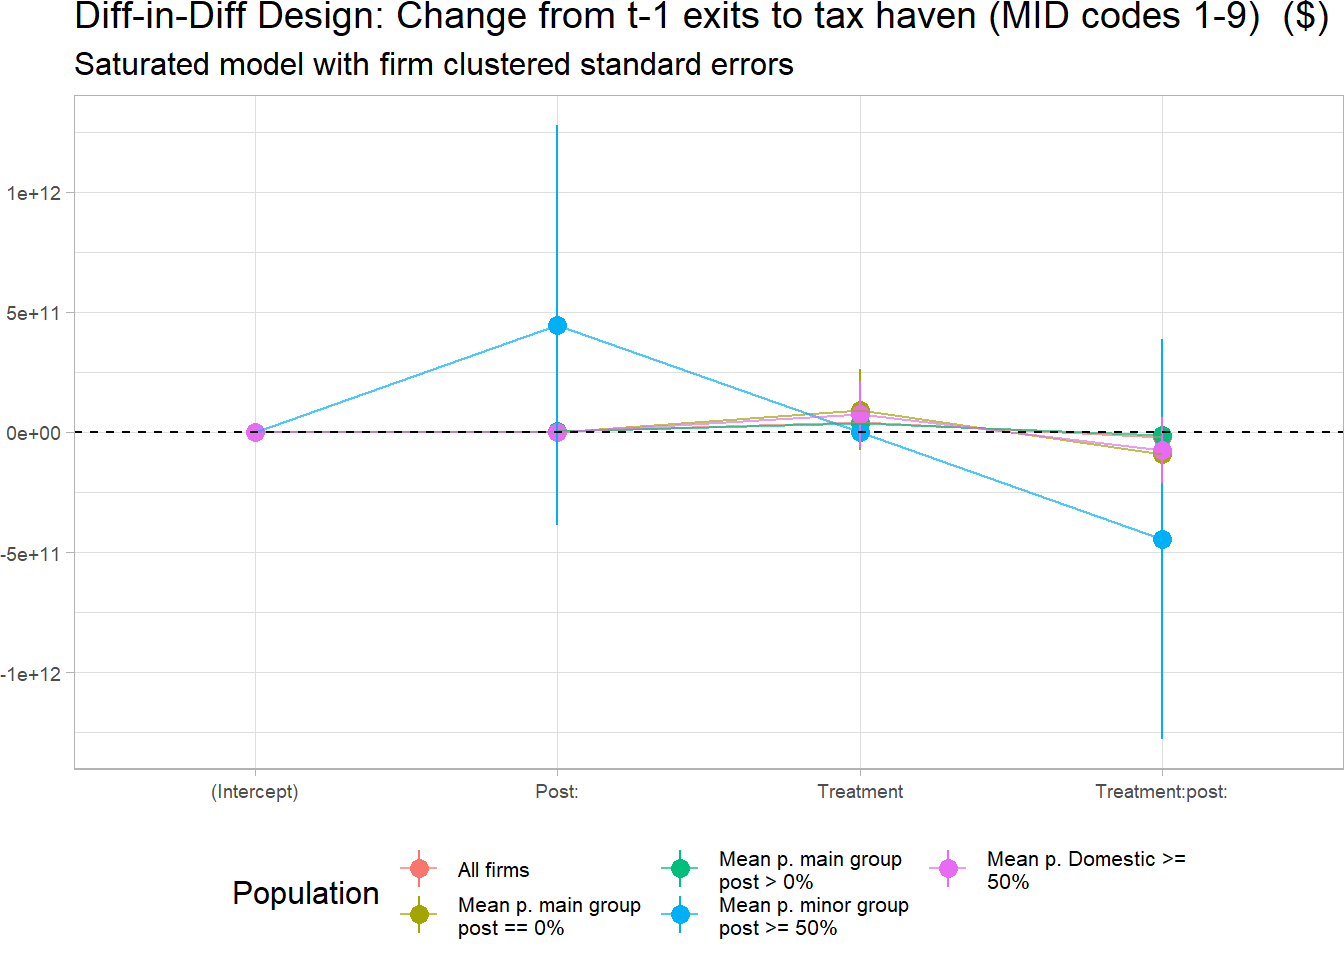 Diff-in-Diff Design: Change from t-1 exits to tax haven (MID codes 1-9)  ($)
Saturated model with firm clustered standard errors
1e+12
5e+11
0e+00
-5e+11
-1e+12
(Intercept)
Post:
Treatment
Treatment:post:
Population
All firms
Mean p. main group
post == 0%
Mean p. main group
post > 0%
Mean p. minor group
post >= 50%
Mean p. Domestic >=
50%